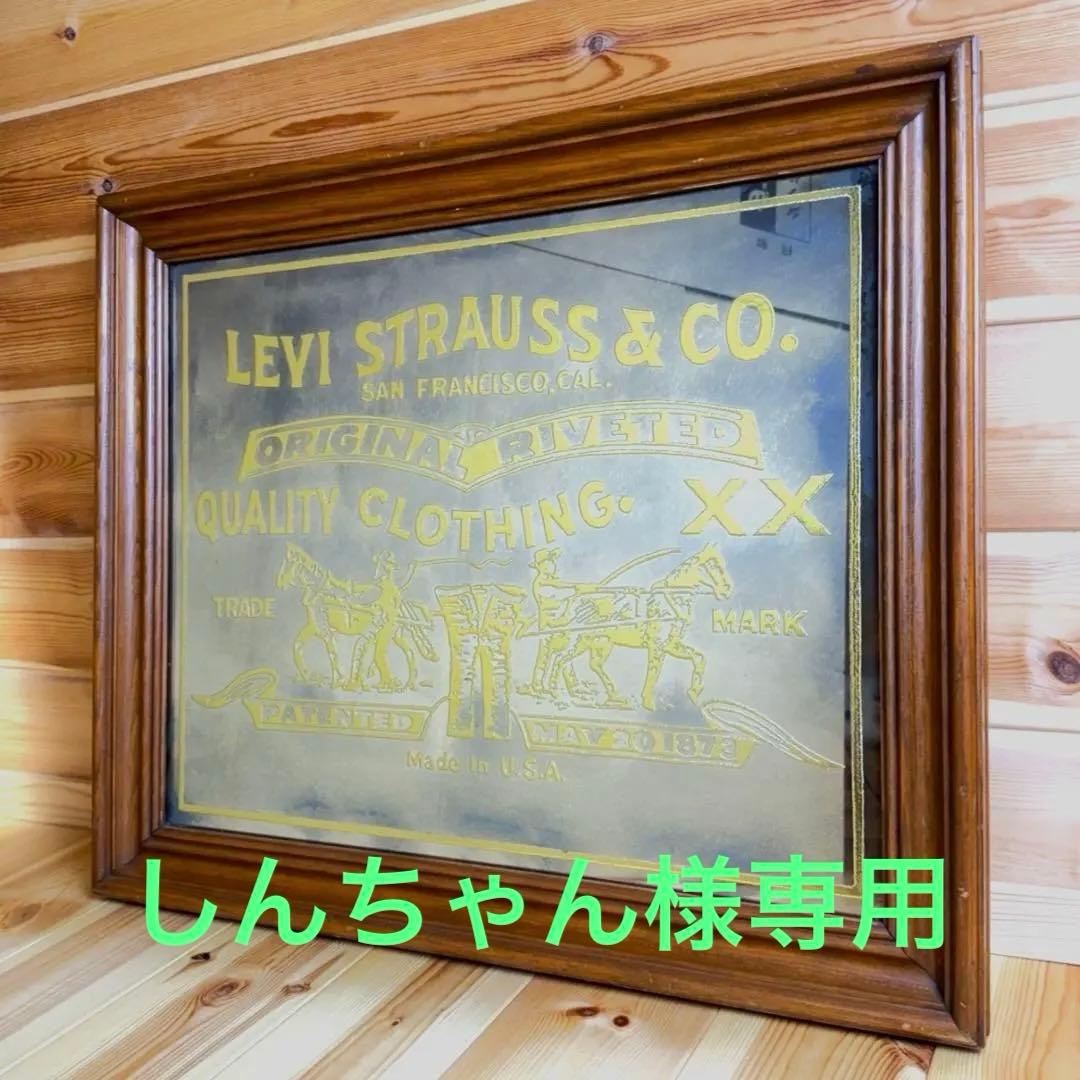 LEVI STRAUSS & CO.
SAN FRANCISCO, CAL.
ORIGINAL RIVETED
QUALITY CLOTHING. XX
TRADE MARK
PATENTED MAY 20 1873
Made in U.S.A.
しんちゃん様専用